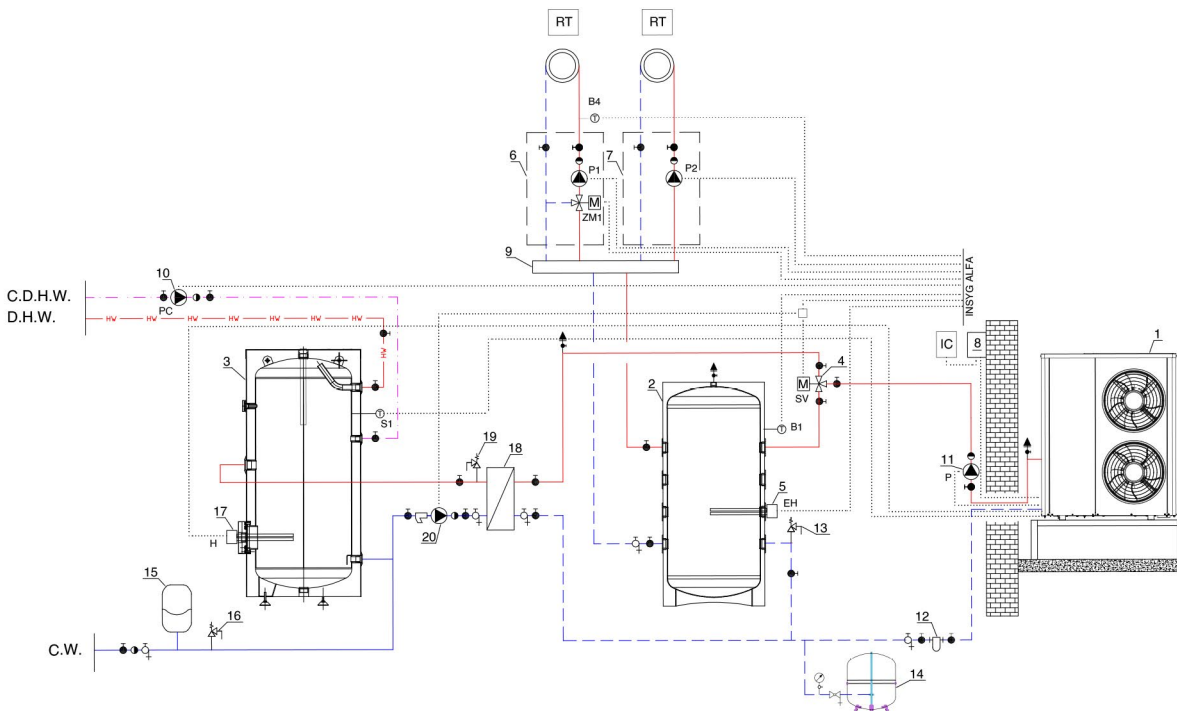 RT
RT
B4
6
7
P1
P2
M
ZM1
9
INSYG ALFA
10
C.D.H.W.
PC
D.H.W.
HW HW HW HW HW HW
HW
IC
8
1
3
2
4
M
SV
T
S1
T
B1
T
19
18
11
P
5
EH
17
H
20
13
15
16
12
C.W.
14